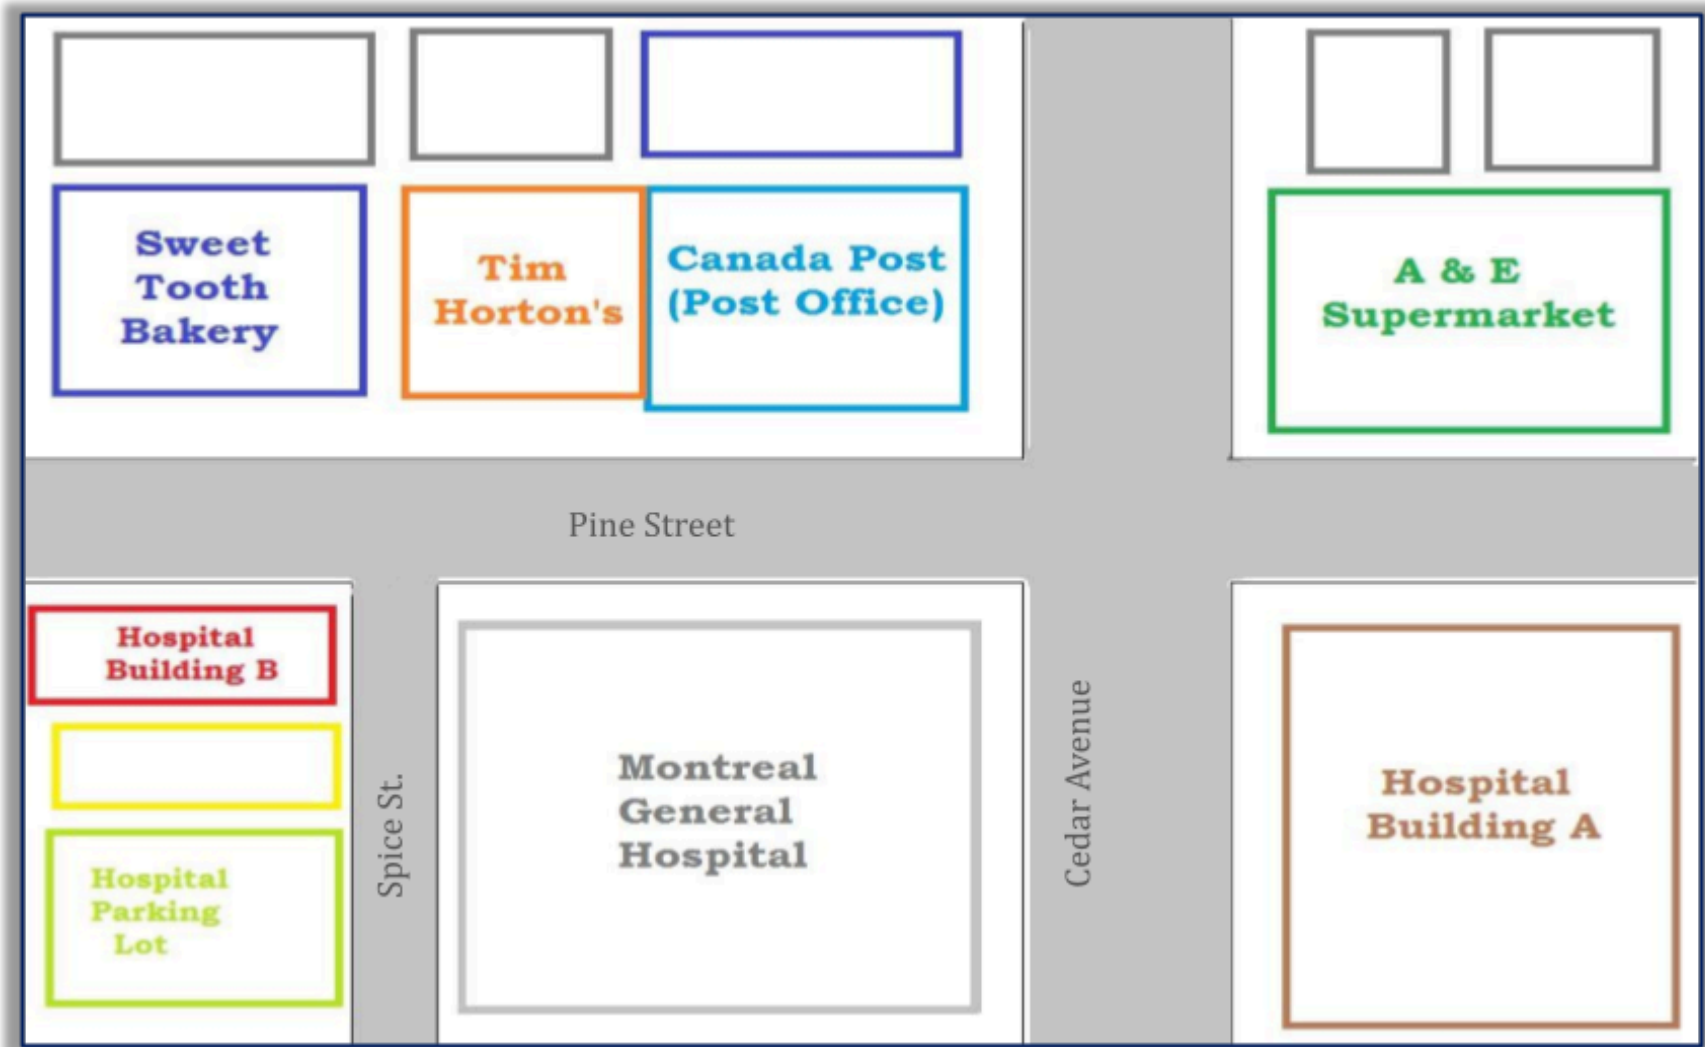 Sweet
Tooth
Bakery
Tim
Horton's
Canada Post
(Post Office)
A & E
Supermarket
Pine Street
Hospital
Building B
Hospital
Parking
Lot
Spice St.
Montreal
General
Hospital
Cedar Avenue
Hospital
Building A